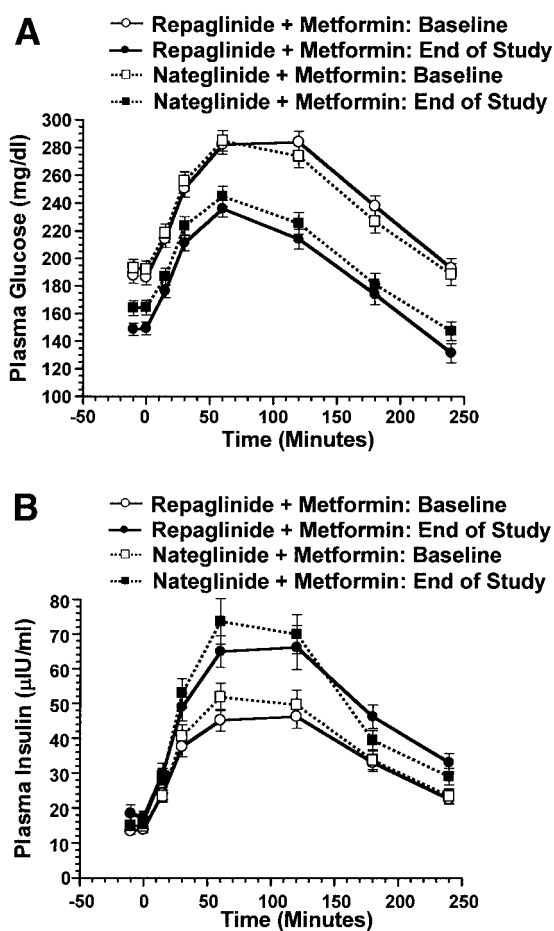 A
Repaglinide + Metformin: Baseline
Repaglinide + Metformin: End of Study
Nateglinide + Metformin: Baseline
Nateglinide + Metformin: End of Study
Plasma Glucose (mg/dl)
300
280
260
240
220
200
180
160
140
120
100
-50 0 50 100 150 200 250
Time (Minutes)
B
Repaglinide + Metformin: Baseline
Repaglinide + Metformin: End of Study
Nateglinide + Metformin: Baseline
Nateglinide + Metformin: End of Study
Plasma Insulin (μIU/ml)
80
70
60
50
40
30
20
10
0
-50 0 50 100 150 200 250
Time (Minutes)